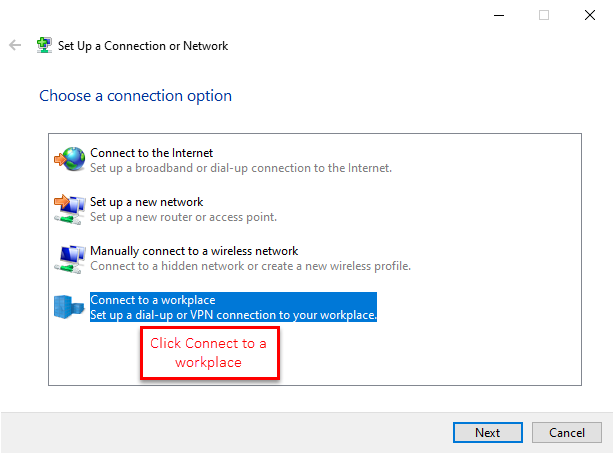 Set Up a Connection or Network
Choose a connection option
Connect to the Internet
Set up a broadband or dial-up connection to the Internet.
Set up a new network
Set up a new router or access point.
Manually connect to a wireless network
Connect to a hidden network or create a new wireless profile.
Connect to a workplace
Set up a dial-up or VPN connection to your workplace.
Click Connect to a
workplace
Next
Cancel